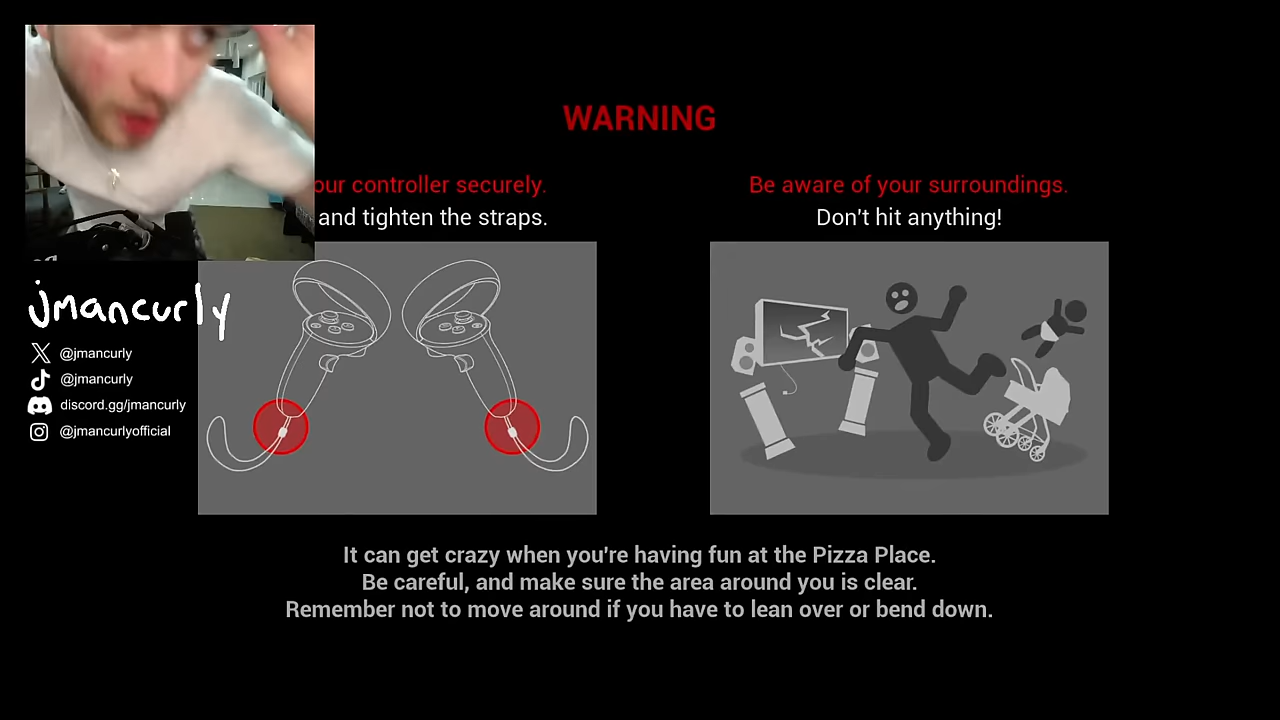 WARNING
our controller securely.
and tighten the straps.
Be aware of your surroundings.
Don't hit anything!
jmancurly
@jmancurly
@jmancurly
discord.gg/jmancurly
@jmancurlyofficial
It can get crazy when you're having fun at the Pizza Place.
Be careful, and make sure the area around you is clear.
Remember not to move around if you have to lean over or bend down.